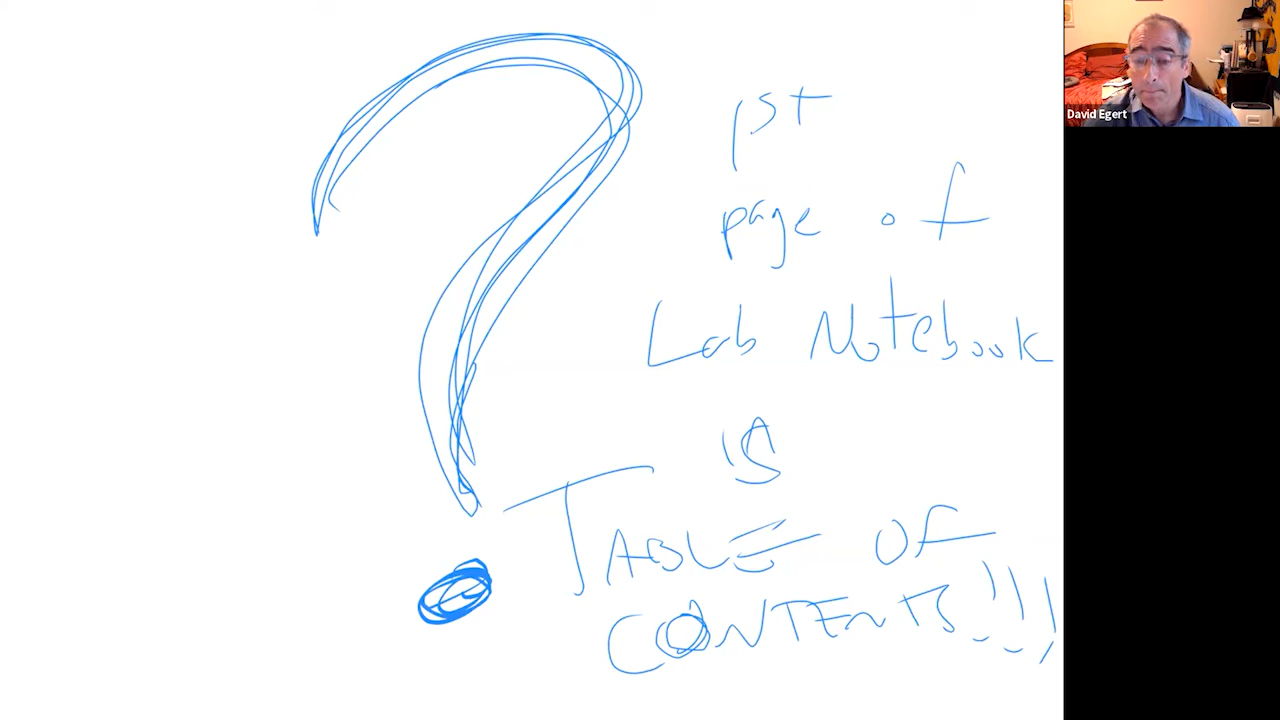 ?
1st
page of
Lab Notebook
is
TABLE OF
CONTENTS!!!
David Egert